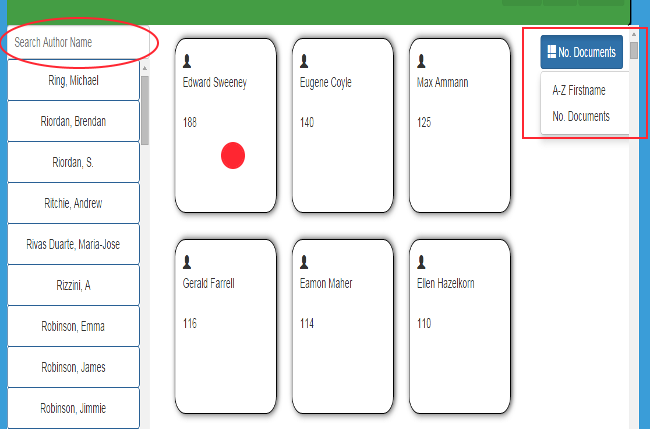 Search Author Name
Ring, Michael
Riordan, Brendan
Riordan, S.
Ritchie, Andrew
Rivas Duarte, Maria-Jose
Rizzini, A
Robinson, Emma
Robinson, James
Robinson, Jimmie
Edward Sweeney
188
Eugene Coyle
140
Max Ammann
125
Gerald Farrell
116
Eamon Maher
114
Ellen Hazelkorn
110
No. Documents
A-Z Firstname
No. Documents